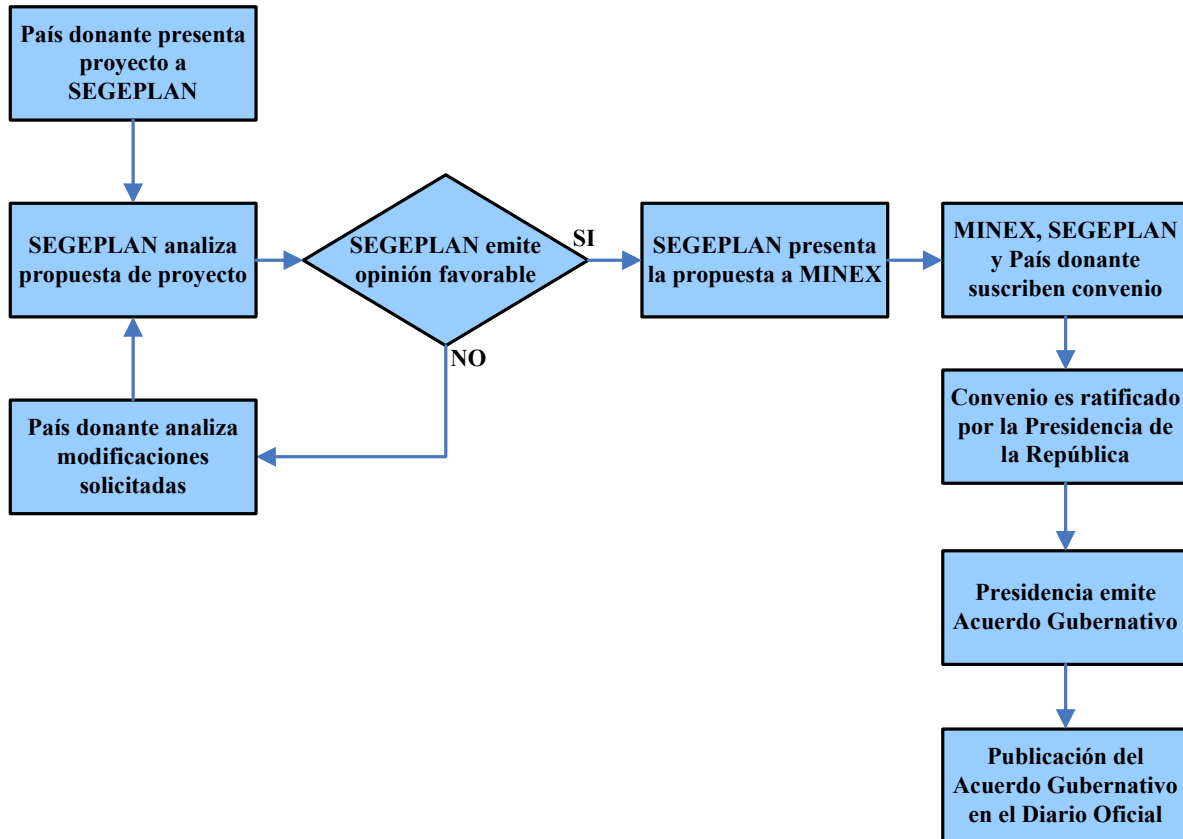 País donante presenta
proyecto a
SEGEPLAN
SEGEPLAN analiza
propuesta de proyecto
SEGEPLAN emite
opinión favorable
SI
NO
SEGEPLAN presenta
la propuesta a MINEX
MINEX, SEGEPLAN
y País donante
suscriben convenio
País donante analiza
modificaciones
solicitadas
Convenio es ratificado
por la Presidencia de
la República
Presidencia emite
Acuerdo Gubernativo
Publicación del
Acuerdo Gubernativo
en el Diario Oficial